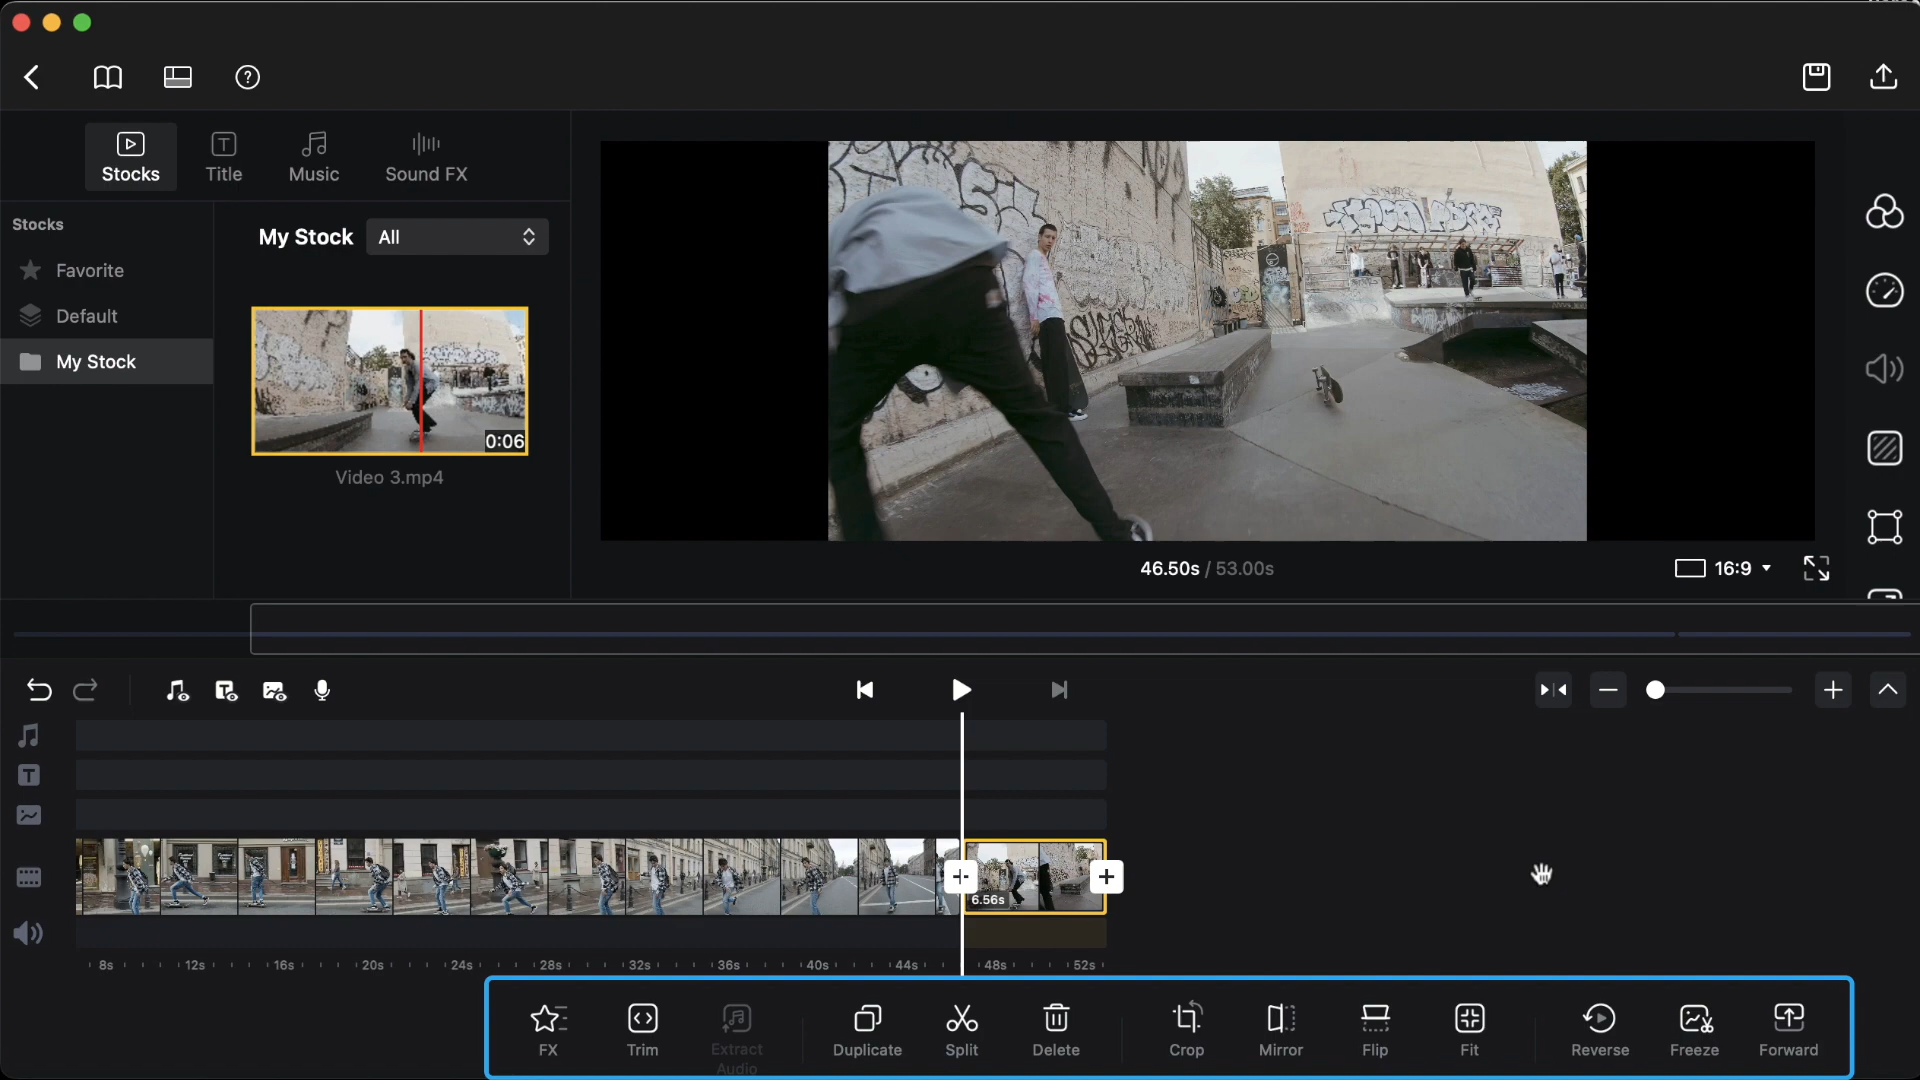 Stocks
Title
Music
Sound FX
Stocks
Favorite
Default
My Stock
My Stock
All
0:06
Video 3.mp4
46.50s / 53.00s
16:9
6.56s
8s 12s 16s 20s 24s 28s 32s 36s 40s 44s 48s 52s
FX
Trim
Extract
Audio
Duplicate
Split
Delete
Crop
Mirror
Flip
Fit
Reverse
Freeze
Forward